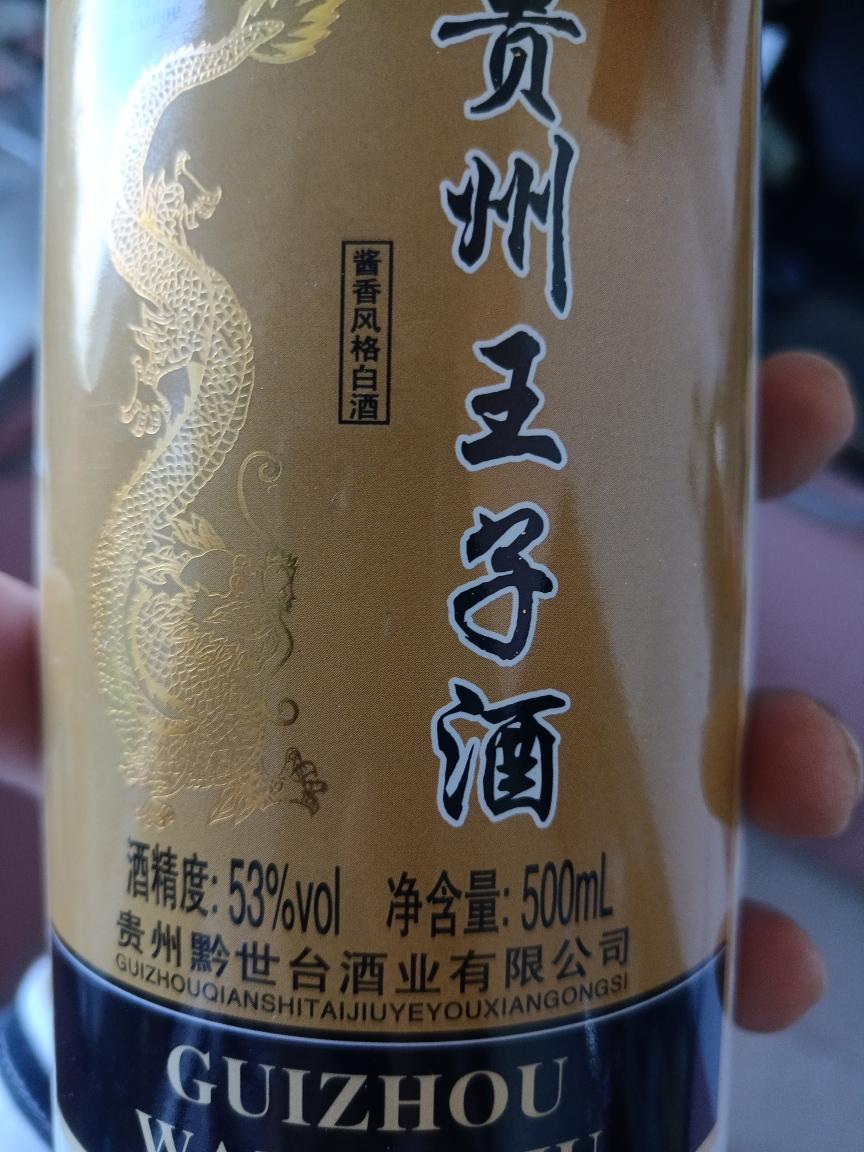 贵州王子酒
酱香风格白酒
酒精度: 53%vol 净含量: 500mL
贵州黔世台酒业有限公司
GUIZHOUQIANSHITAIJIUYEYOUXIANGONGSI
GUIZHOU